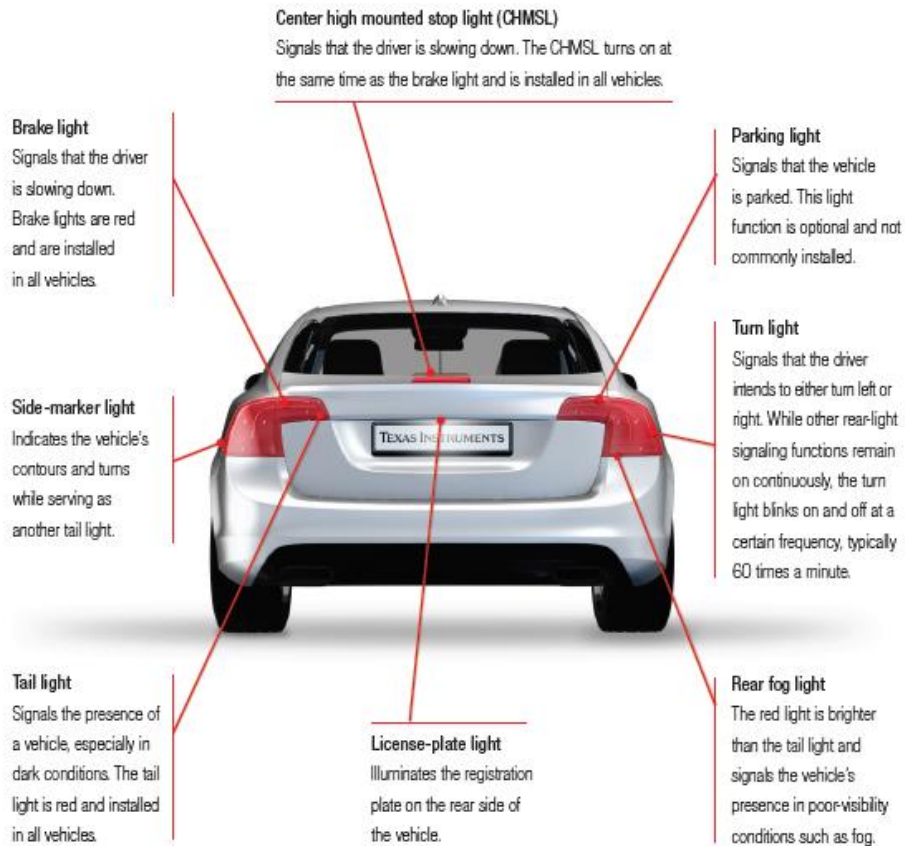 Center high mounted stop light (CHMSL)
Signals that the driver is slowing down. The CHMSL turns on at
the same time as the brake light and is installed in all vehicles.
Brake light
Signals that the driver
is slowing down.
Brake lights are red
and are installed
in all vehicles.
Parking light
Signals that the vehicle
is parked. This light
function is optional and not
commonly installed.
Side-marker light
Indicates the vehicle's
contours and turns
while serving as
another tail light.
Turn light
Signals that the driver
intends to either turn left or
right. While other rear-light
signaling functions remain
on continuously, the turn
light blinks on and off at a
certain frequency, typically
60 times a minute.
TEXAS INSTRUMENTS
Tail light
Signals the presence of
a vehicle, especially in
dark conditions. The tail
light is red and installed
in all vehicles.
License-plate light
Illuminates the registration
plate on the rear side of
the vehicle.
Rear fog light
The red light is brighter
than the tail light and
signals the vehicle's
presence in poor-visibility
conditions such as fog.